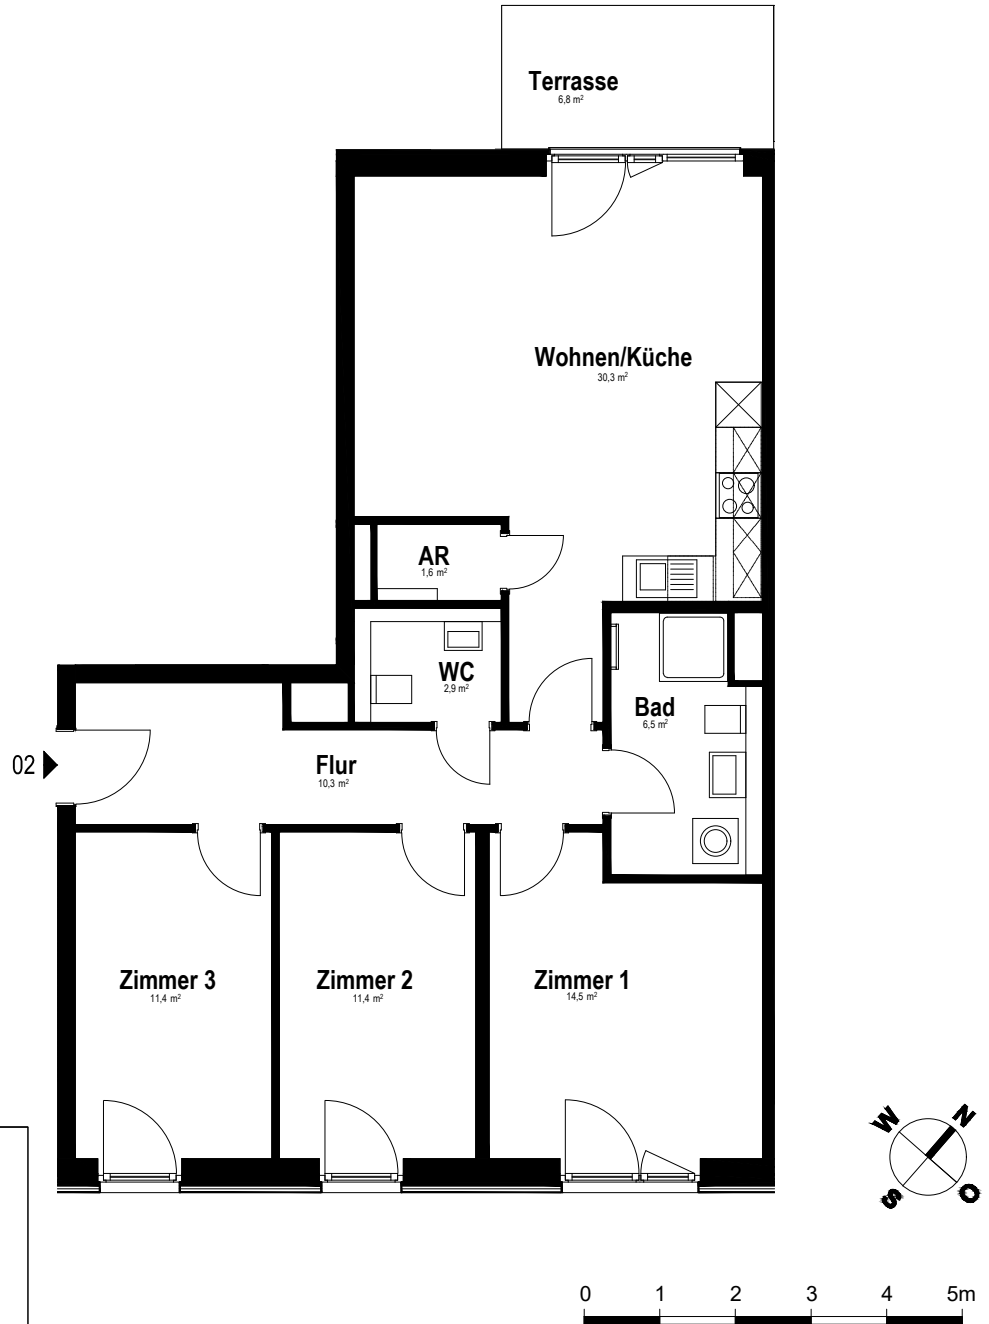 Terrasse
6,8 m²
Wohnen/Küche
30,3 m²
AR
1,6 m²
WC
2,9 m²
Bad
6,5 m²
02
Flur
10,3 m²
Zimmer 3
11,4 m²
Zimmer 2
11,4 m²
Zimmer 1
14,5 m²
W N
S O
0 1 2 3 4 5m